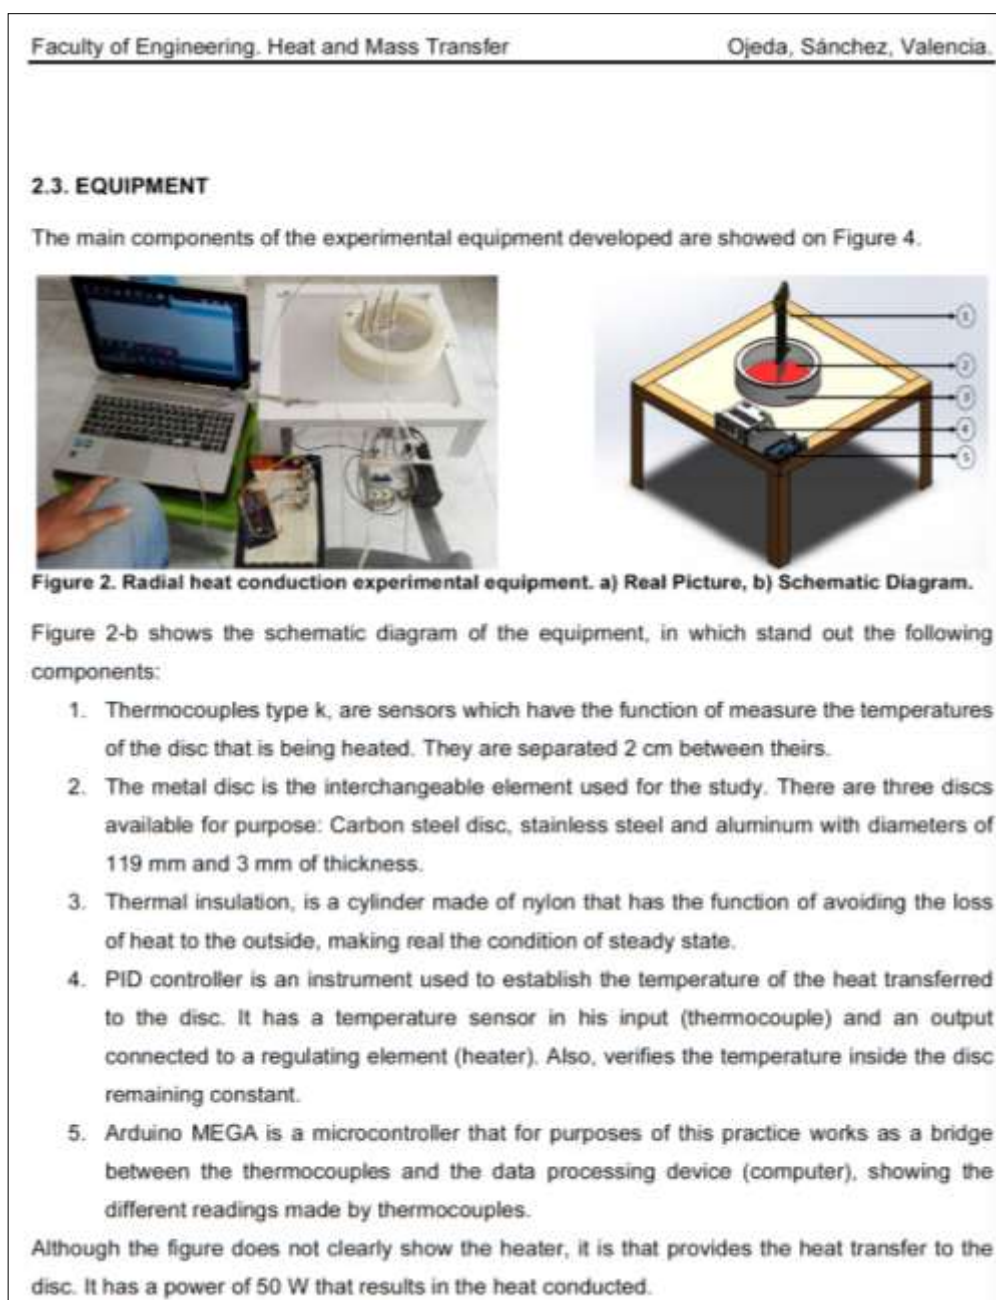 Faculty of Engineering. Heat and Mass Transfer Ojeda, Sánchez, Valencia.
2.3. EQUIPMENT
The main components of the experimental equipment developed are showed on Figure 4.
1
2
3
4
5
Figure 2. Radial heat conduction experimental equipment. a) Real Picture, b) Schematic Diagram.
Figure 2-b shows the schematic diagram of the equipment, in which stand out the following
components:
1. Thermocouples type k, are sensors which have the function of measure the temperatures
of the disc that is being heated. They are separated 2 cm between theirs.
2. The metal disc is the interchangeable element used for the study. There are three discs
available for purpose: Carbon steel disc, stainless steel and aluminum with diameters of
119 mm and 3 mm of thickness.
3. Thermal insulation, is a cylinder made of nylon that has the function of avoiding the loss
of heat to the outside, making real the condition of steady state.
4. PID controller is an instrument used to establish the temperature of the heat transferred
to the disc. It has a temperature sensor in his input (thermocouple) and an output
connected to a regulating element (heater). Also, verifies the temperature inside the disc
remaining constant.
5. Arduino MEGA is a microcontroller that for purposes of this practice works as a bridge
between the thermocouples and the data processing device (computer), showing the
different readings made by thermocouples.
Although the figure does not clearly show the heater, it is that provides the heat transfer to the
disc. It has a power of 50 W that results in the heat conducted.